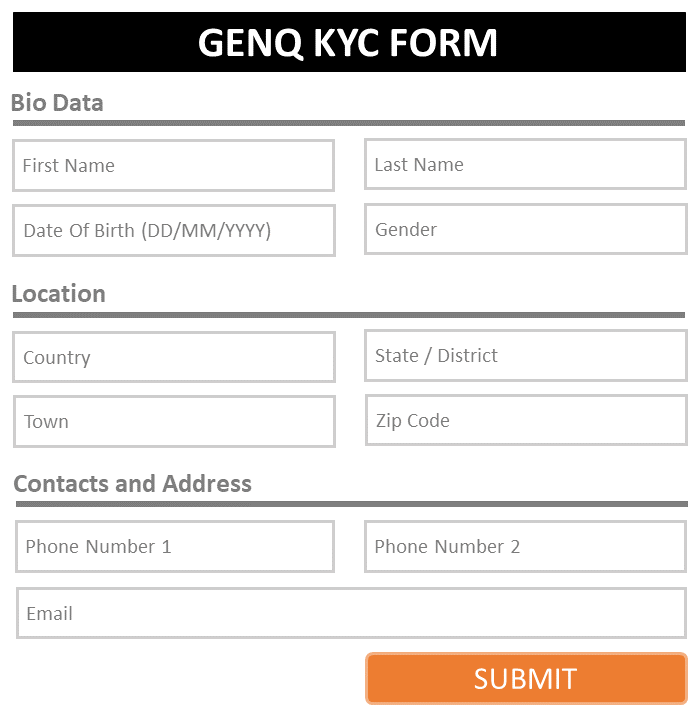 GENQ KYC FORM
Bio Data
First Name
Last Name
Date Of Birth (DD/MM/YYYY)
Gender
Location
Country
State / District
Town
Zip Code
Contacts and Address
Phone Number 1
Phone Number 2
Email
SUBMIT